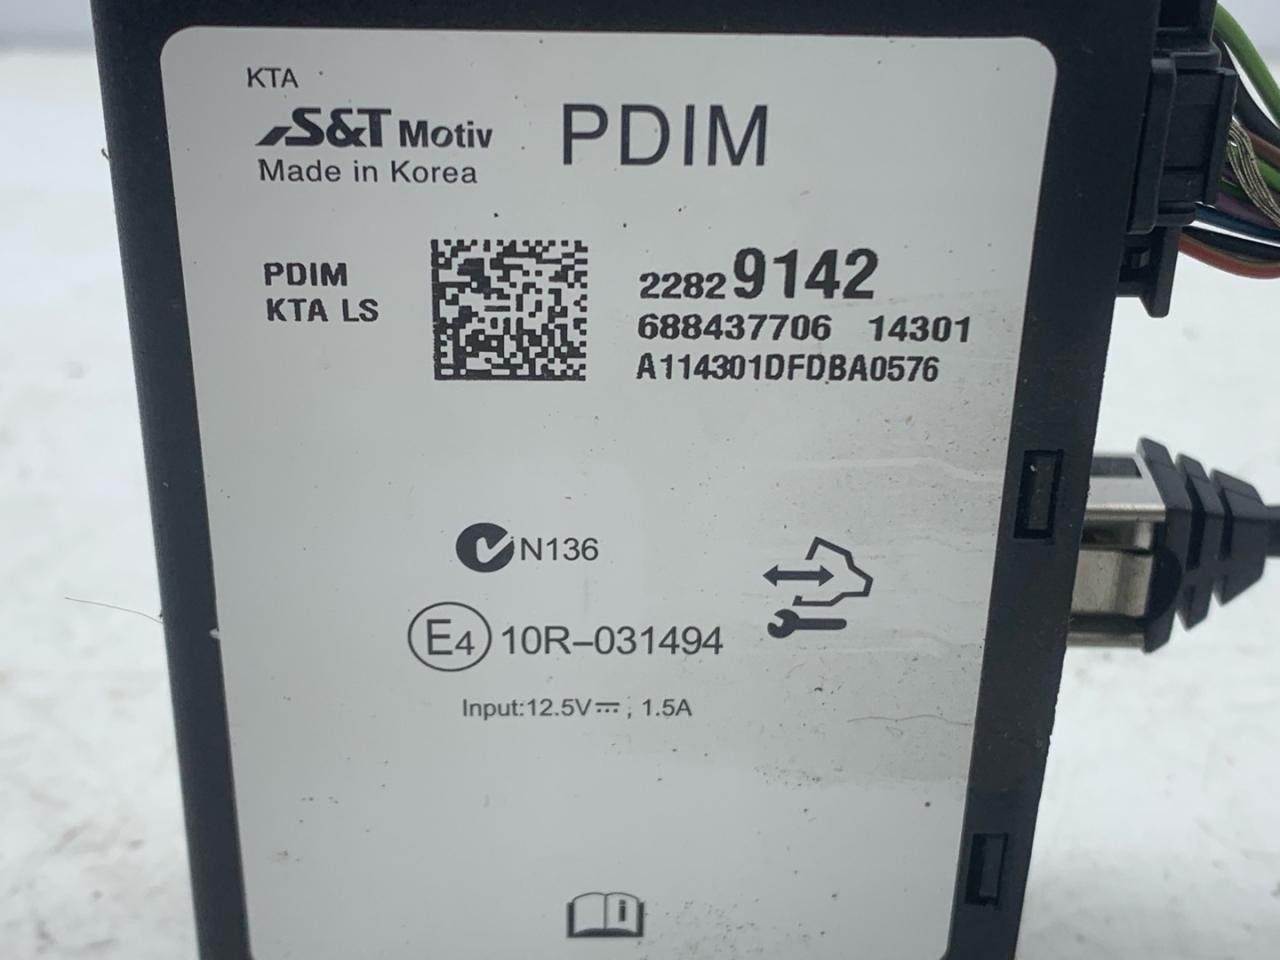 KTA
S&T Motiv PDIM
Made in Korea
PDIM
KTA LS
22829142
688437706 14301
A114301DFDBA0576
N136
E4 10R-031494
Input:12.5V⎓; 1.5A
i